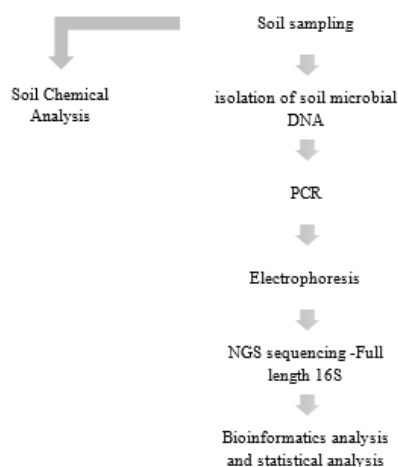 Soil sampling
Soil Chemical
Analysis
isolation of soil microbial
DNA
PCR
Electrophoresis
NGS sequencing -Full
length 16S
Bioinformatics analysis
and statistical analysis